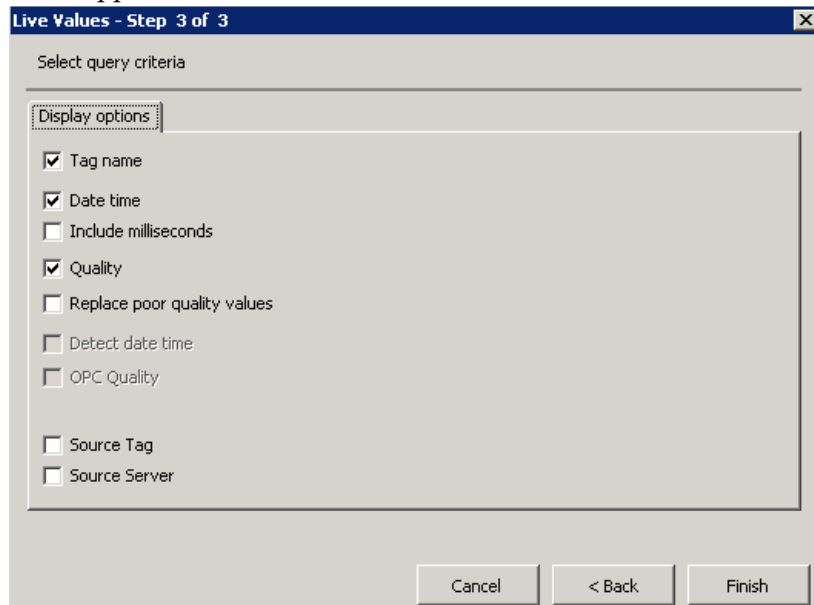 Live Values - Step 3 of 3
Select query criteria
Display options
Tag name
Date time
Include milliseconds
Quality
Replace poor quality values
Detect date time
OPC Quality
Source Tag
Source Server
Cancel
< Back
Finish